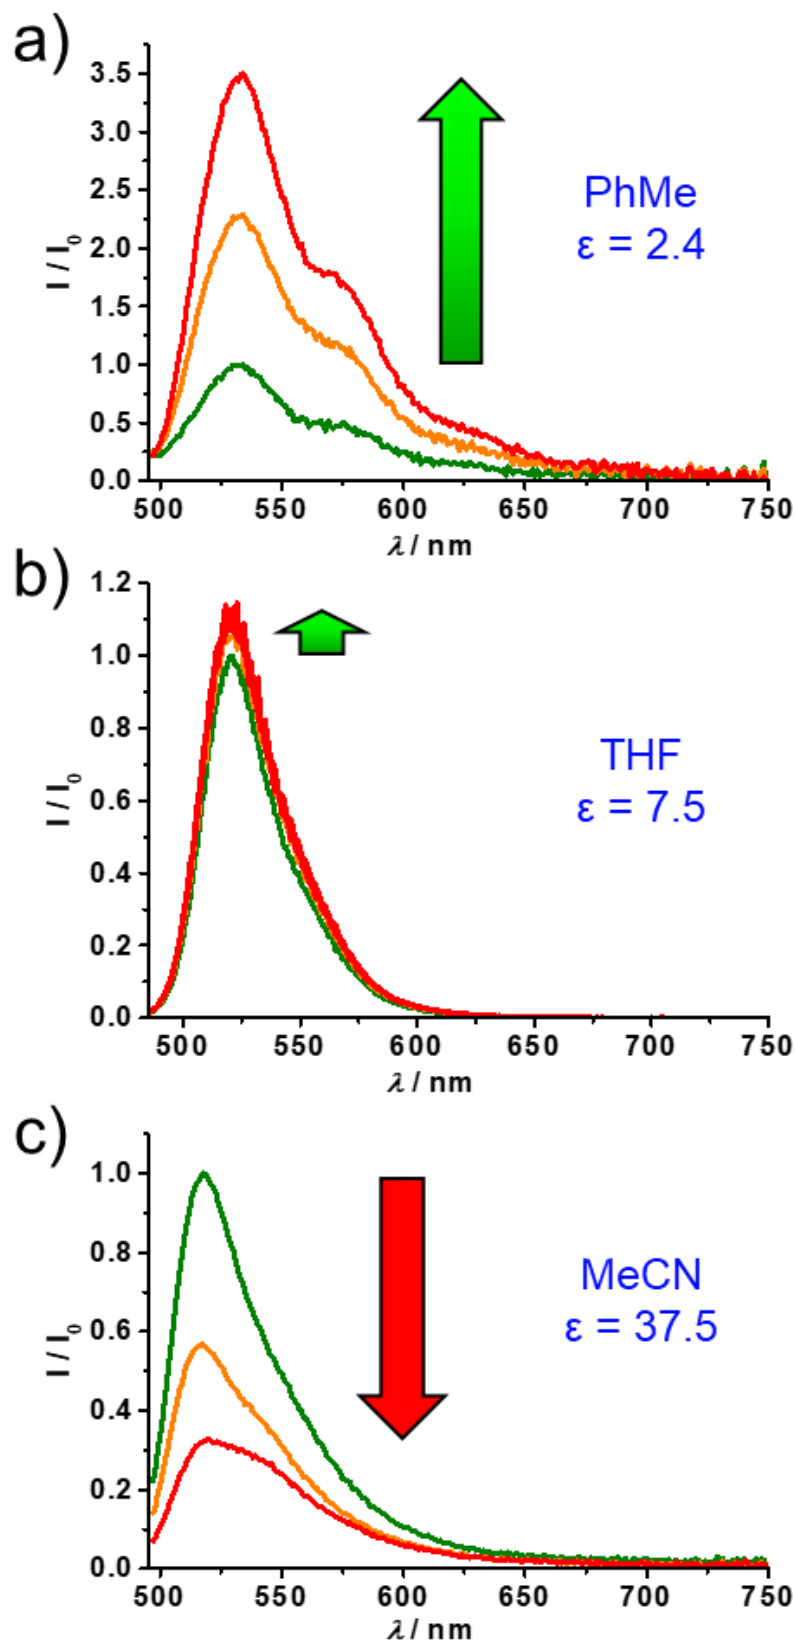 a)
3.5
3.0
2.5
2.0
1.5
1.0
0.5
0.0
I / I₀
PhMe
ε = 2.4
500 550 600 650 700 750
λ / nm
b)
1.2
1.0
0.8
0.6
0.4
0.2
0.0
I / I₀
THF
ε = 7.5
500 550 600 650 700 750
λ / nm
c)
1.0
0.8
0.6
0.4
0.2
0.0
I / I₀
MeCN
ε = 37.5
500 550 600 650 700 750
λ / nm